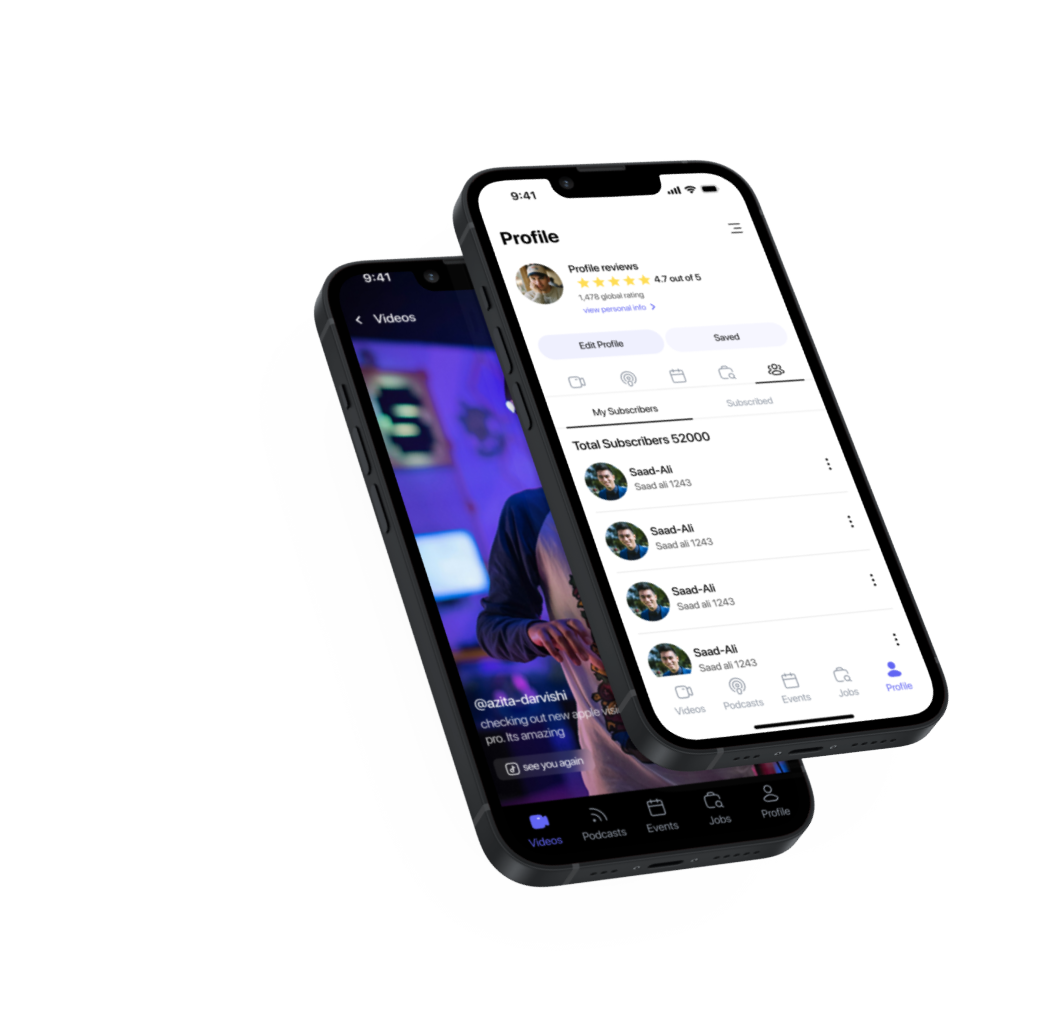 9:41
Profile
Profile reviews
4.7 out of 5
1,478 global rating
view personal info
Edit Profile
Saved
My Subscribers
Subscribed
Total Subscribers 52000
Saad-Ali
Saad ali 1243
Saad-Ali
Saad ali 1243
Saad-Ali
Saad ali 1243
Saad-Ali
Saad ali 1243
Videos
Podcasts
Events
Jobs
Profile
9:41
Videos
S
@azita-darvishi
checking out new apple visi
pro. Its amazing
see you again
Videos
Podcasts
Events
Jobs
Profile